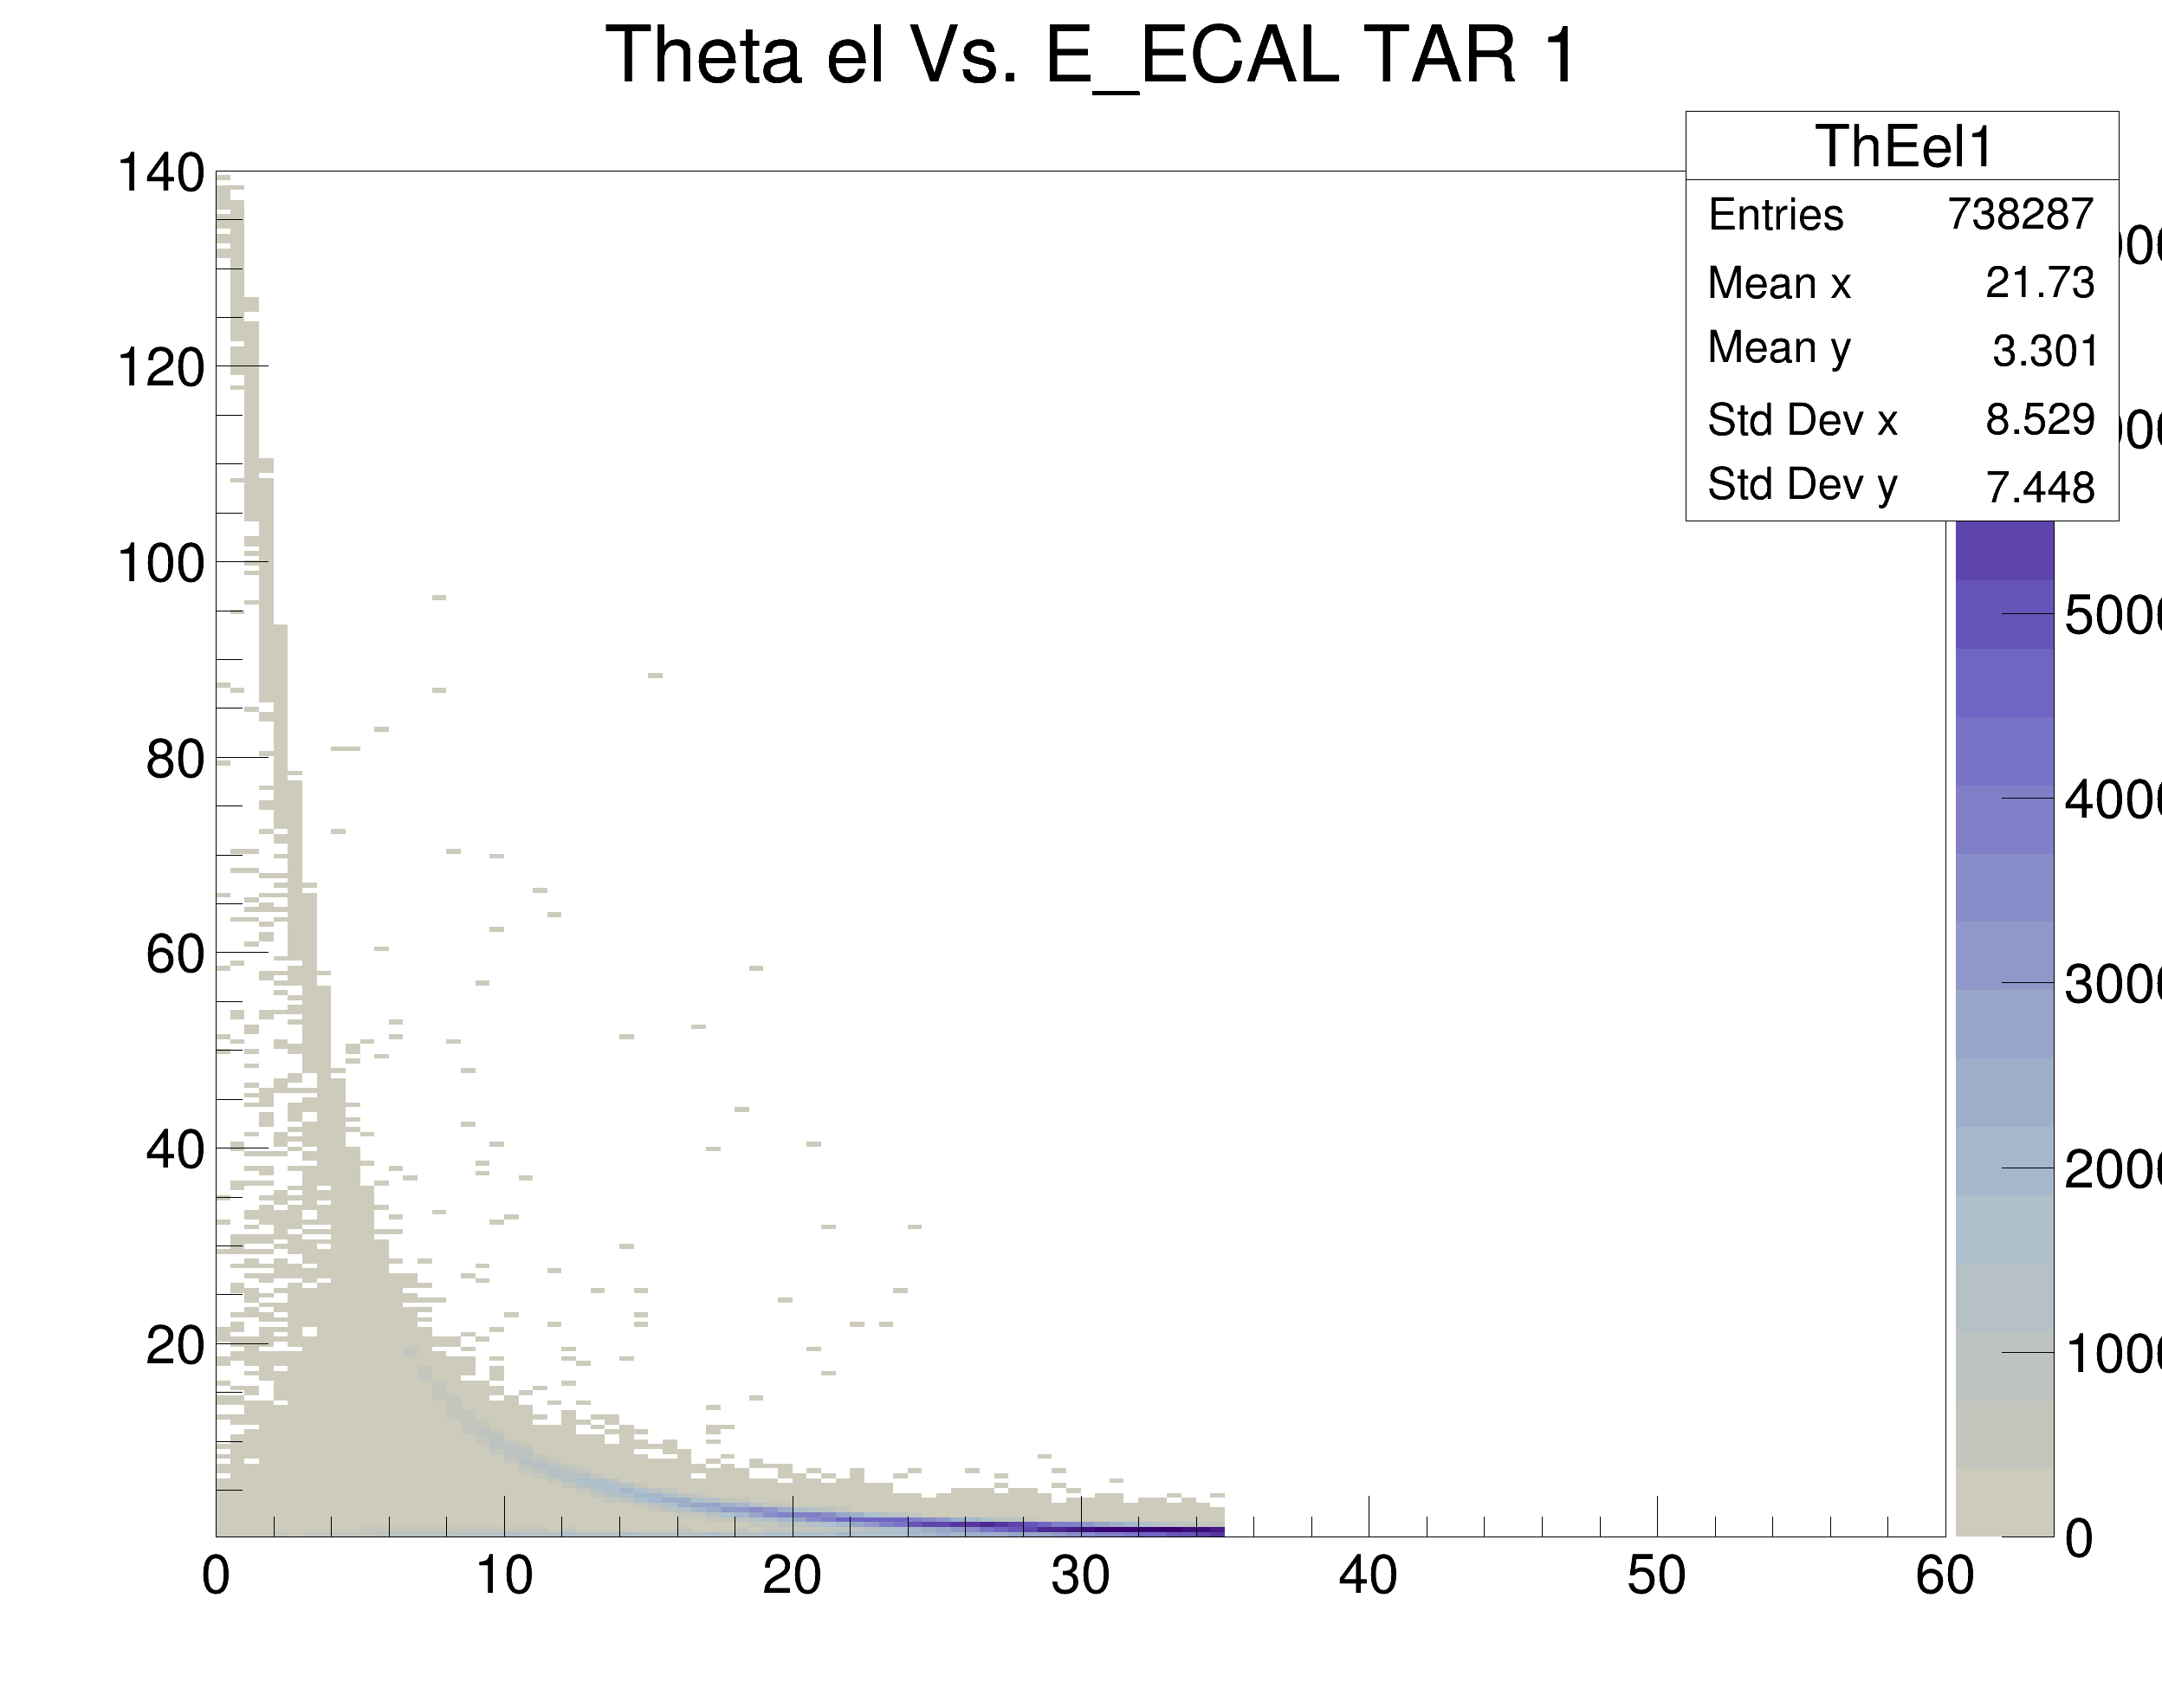 Theta el Vs. E_ECAL TAR 1
ThEel1
Entries 738287
Mean x 21.73
Mean y 3.301
Std Dev x 8.529
Std Dev y 7.448
140
120
100
80
60
40
20
0 10 20 30 40 50 60
0